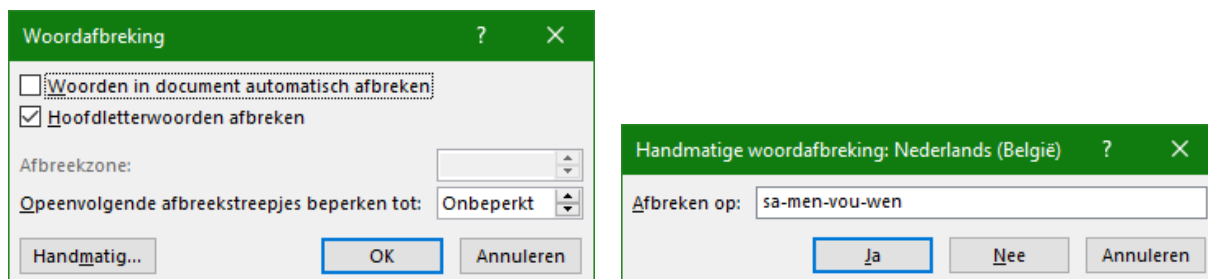 Woordafbreking ?
Woorden in document automatisch afbreken
Hoofdletterwoorden afbreken
Afbreekzone:
Opeenvolgende afbreekstreepjes beperken tot: Onbeperkt
Handmatig... OK Annuleren
Handmatige woordafbreking: Nederlands (België) ?
Afbreken op: sa-men-vou-wen
Ja Nee Annuleren